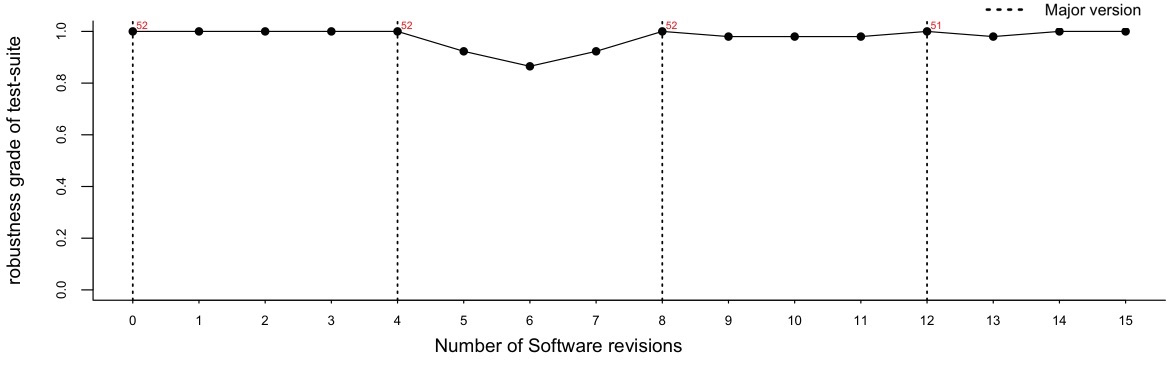 Major version
52
52
52
51
robustness grade of test-suite
1.0
0.8
0.6
0.4
0.2
0.0
0 1 2 3 4 5 6 7 8 9 10 11 12 13 14 15
Number of Software revisions